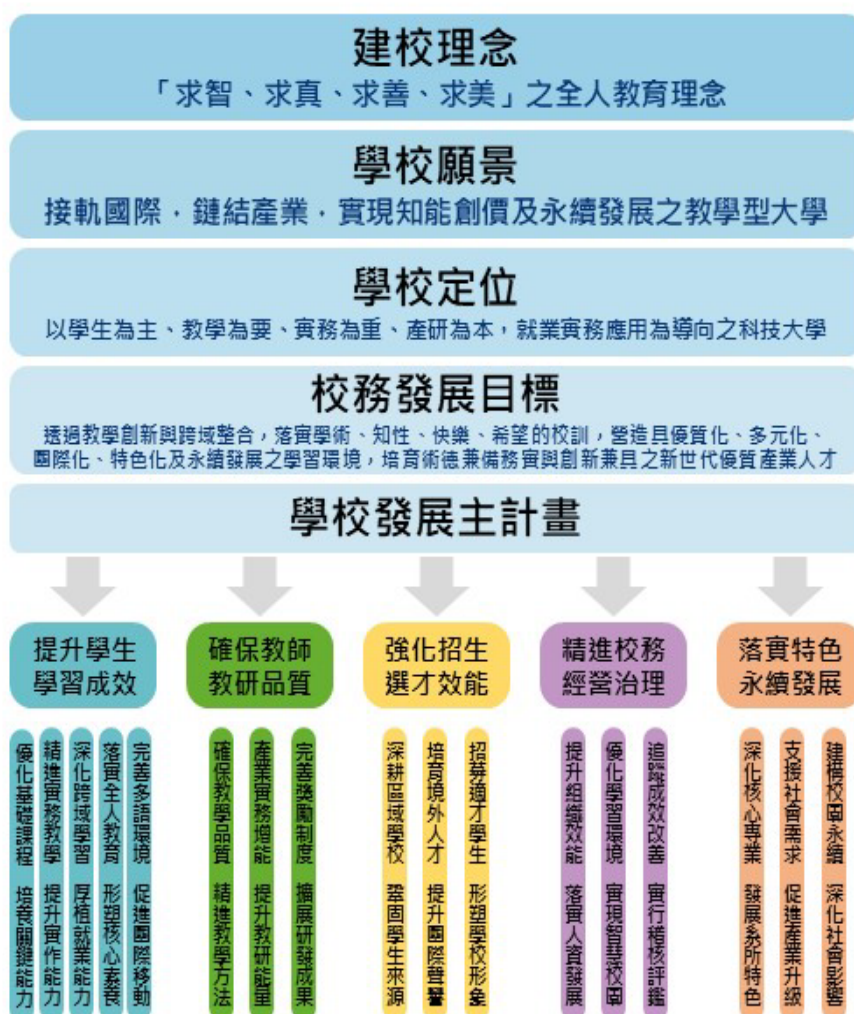 建校理念
「求智、求真、求善、求美」之全人教育理念
學校願景
接軌國際．鏈結產業．實現知能創價及永續發展之教學型大學
學校定位
以學生為主、教學為要、實務為重、產研為本，就業實務應用為導向之科技大學
校務發展目標
透過教學創新與跨域整合，落實學術、知性、快樂、希望的校訓，營造具優質化、多元化、
國際化、特色化及永續發展之學習環境，培育術德兼備務實與創新兼具之新世代優質產業人才
學校發展主計畫
提升學生
學習成效
優化基礎課程 培養關鍵能力
精進實務教學 提升實作能力
深化跨域學習 厚植就業能力
落實全人教育 形塑核心素養
完善多語環境 促進國際移動
確保教師
教研品質
確保教學品質 精進教學方法
產業實務增能 提升教研能量
完善獎勵制度 擴展研發成果
強化招生
選才效能
深耕區域學校 鞏固學生來源
培育境外人才 提升國際聲譽
招募適才學生 形塑學校形象
精進校務
經營治理
提升組織效能 落實人資發展
優化學習環境 實現智慧校園
追蹤成效改善 實行稽核評鑑
落實特色
永續發展
深化核心專業 發展系所特色
支援社會需求 促進產業升級
建構校園永續 深化社會影響